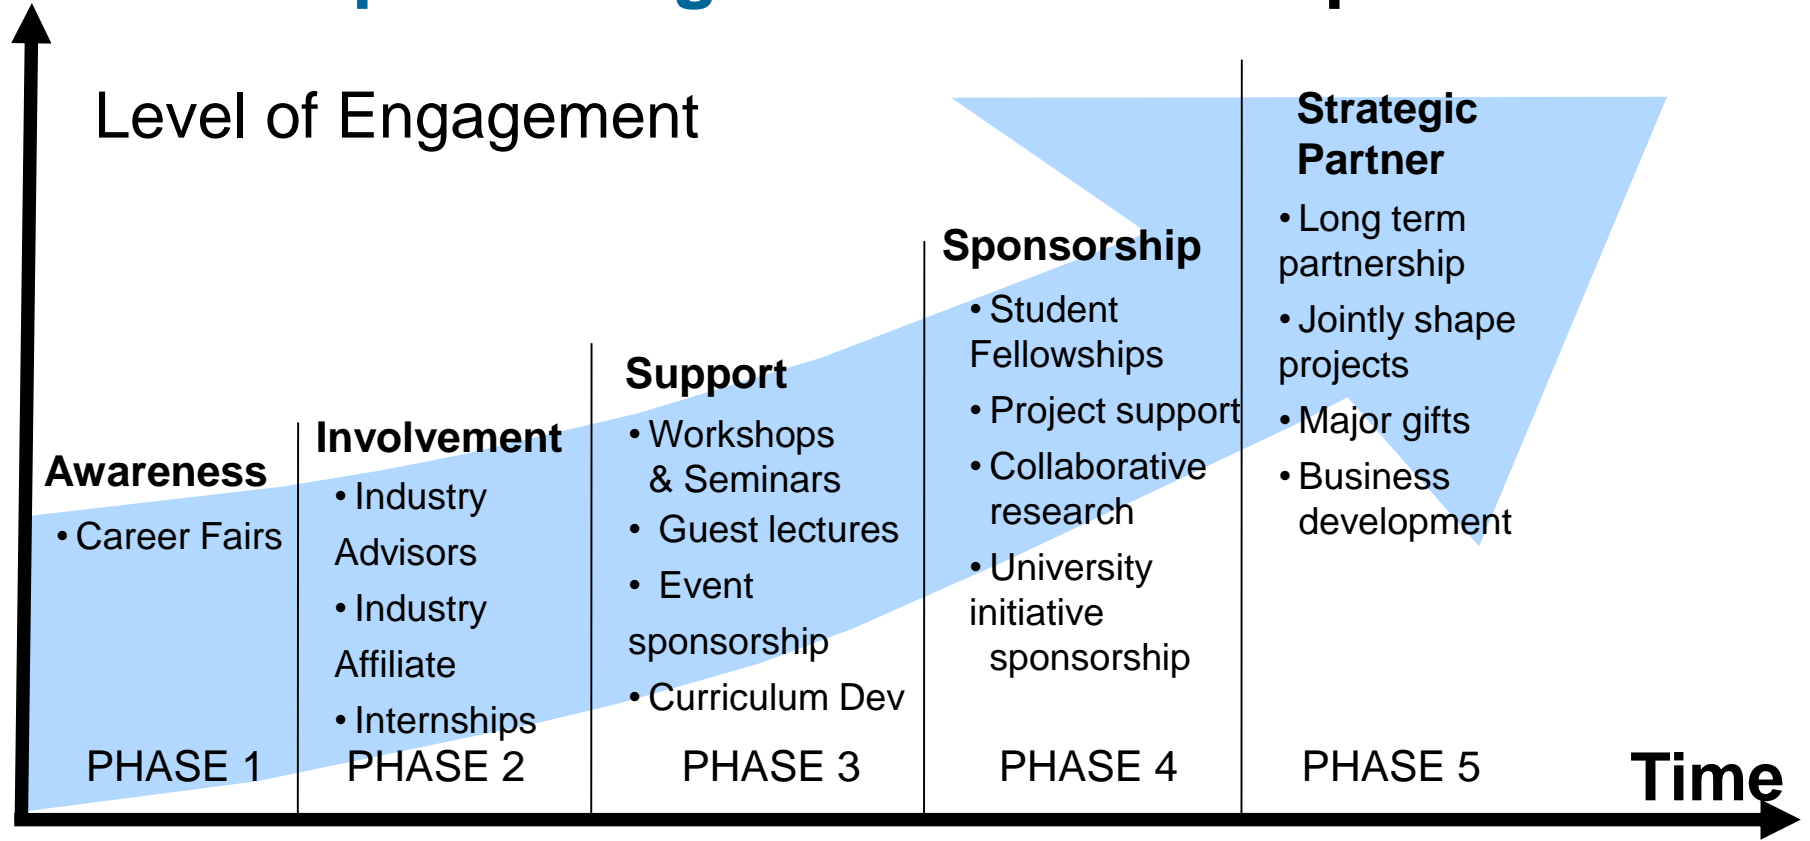 Level of Engagement
Awareness
• Career Fairs
PHASE 1
Involvement
• Industry
Advisors
• Industry
Affiliate
• Internships
PHASE 2
Support
• Workshops
& Seminars
• Guest lectures
• Event
sponsorship
• Curriculum Dev
PHASE 3
Sponsorship
• Student
Fellowships
• Project support
• Collaborative
research
• University
initiative
sponsorship
PHASE 4
Strategic
Partner
• Long term
partnership
• Jointly shape
projects
• Major gifts
• Business
development
PHASE 5
Time